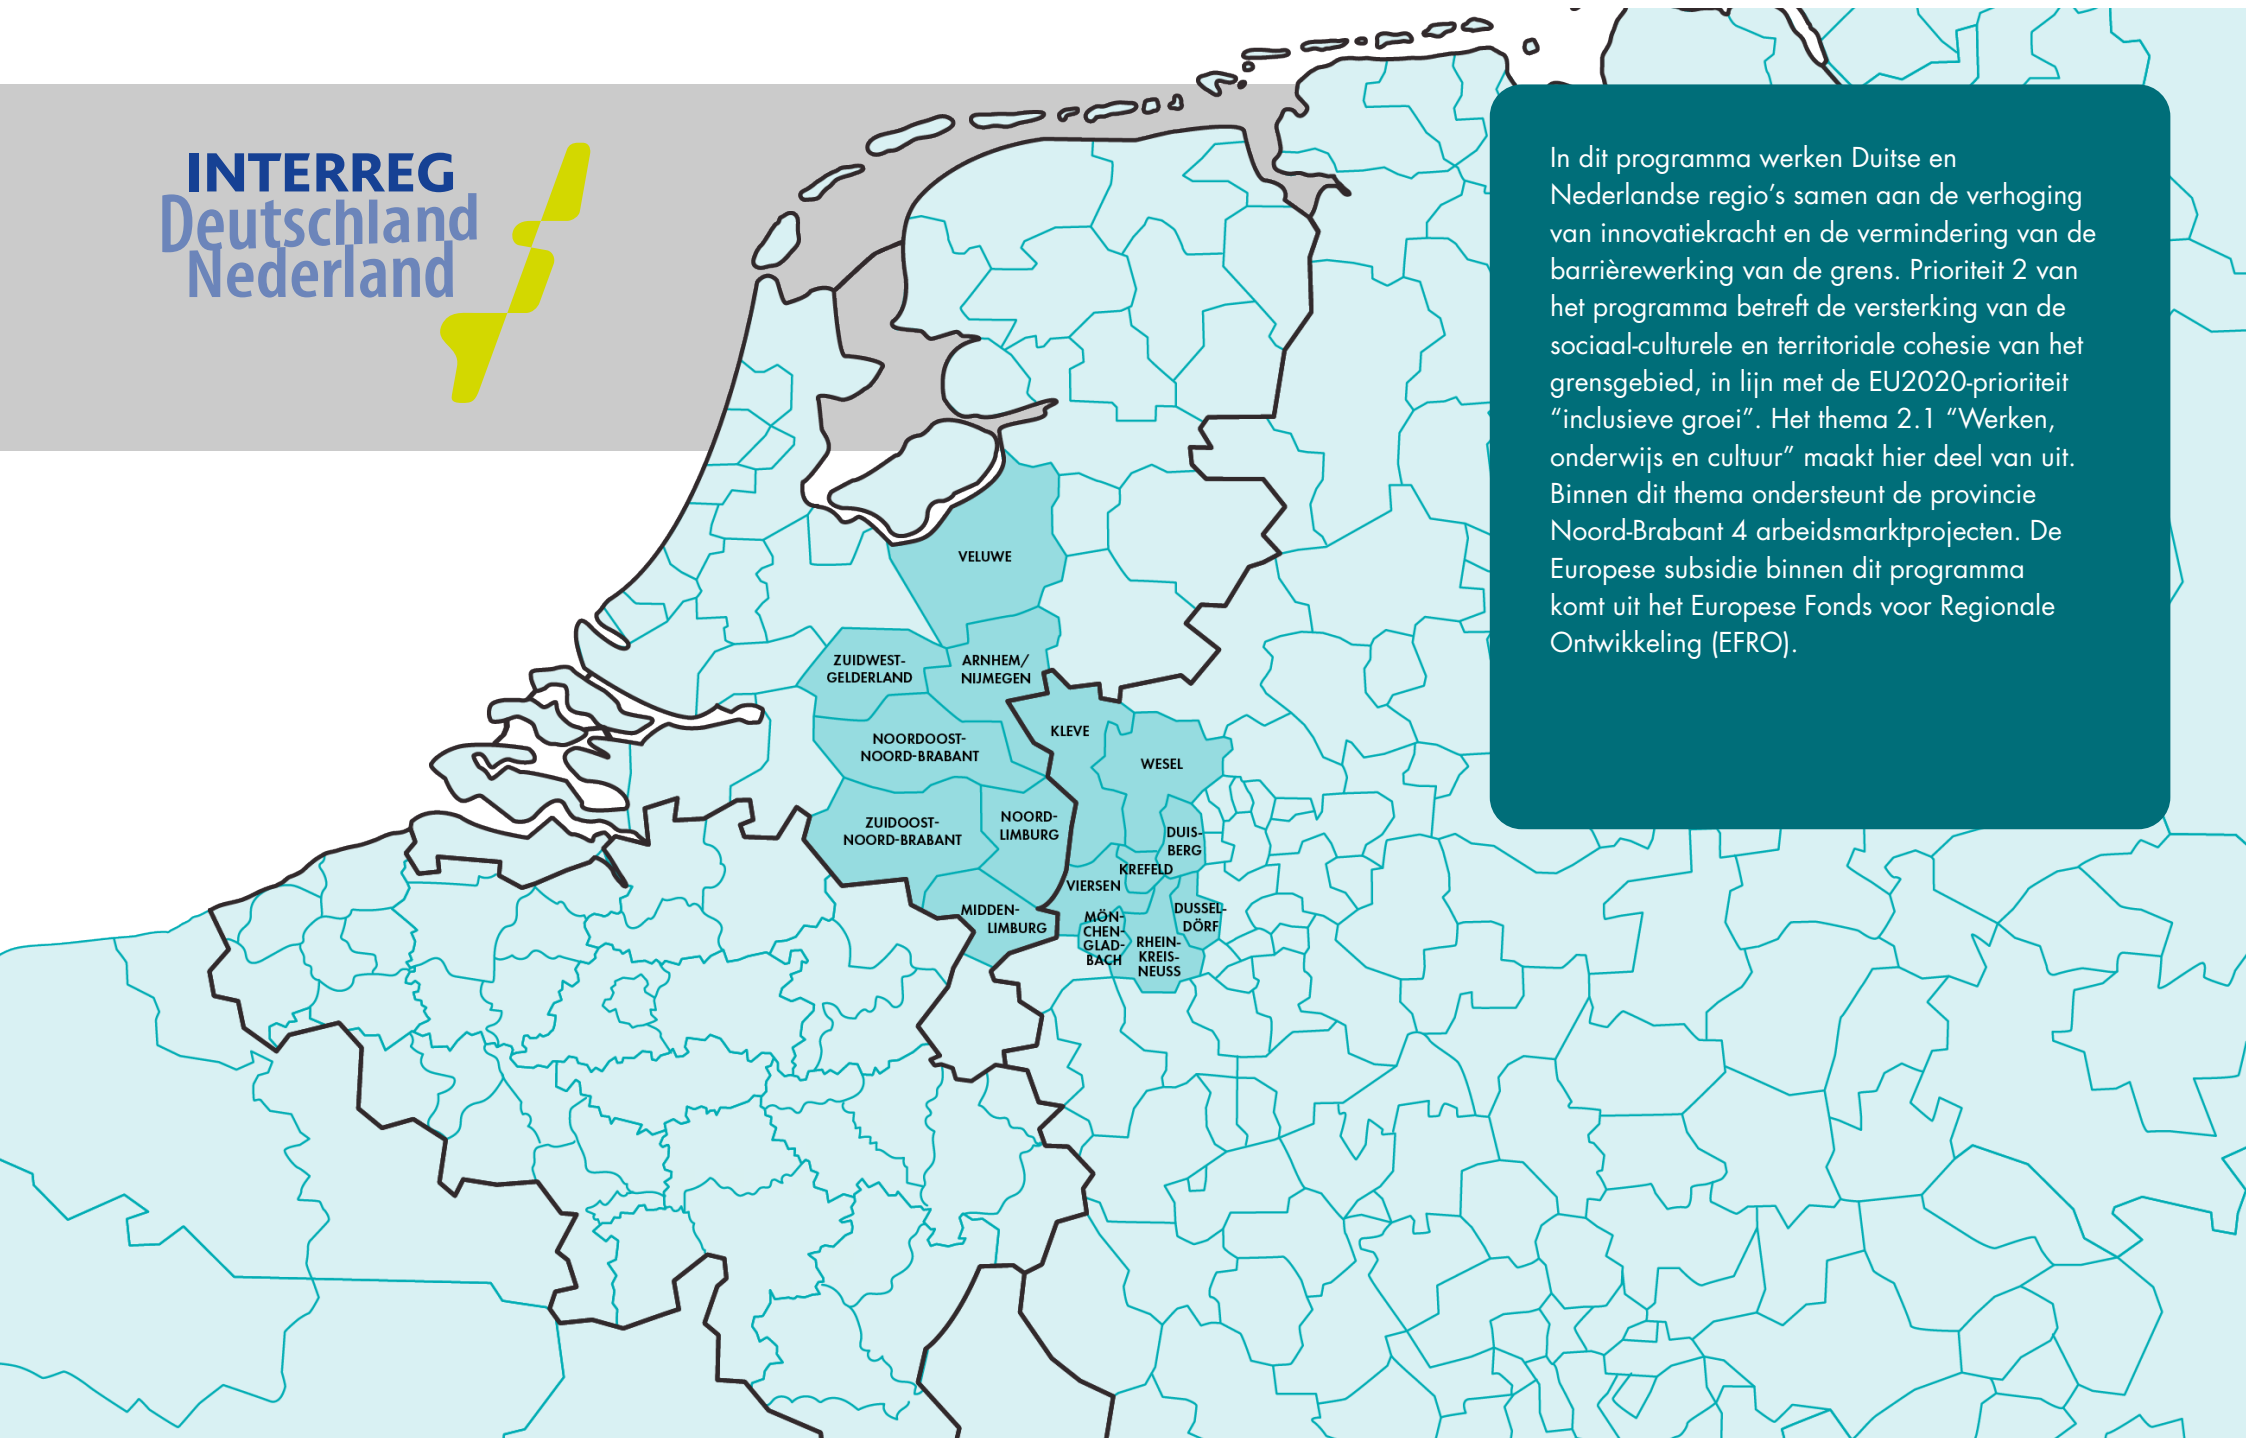 INTERREG
Deutschland
Nederland
In dit programma werken Duitse en
Nederlandse regio’s samen aan de verhoging
van innovatiekracht en de vermindering van de
barrièrewerking van de grens. Prioriteit 2 van
het programma betreft de versterking van de
sociaal-culturele en territoriale cohesie van het
grensgebied, in lijn met de EU2020-prioriteit
“inclusieve groei”. Het thema 2.1 “Werken,
onderwijs en cultuur” maakt hier deel van uit.
Binnen dit thema ondersteunt de provincie
Noord-Brabant 4 arbeidsmarktprojecten. De
Europese subsidie binnen dit programma
komt uit het Europese Fonds voor Regionale
Ontwikkeling (EFRO).
VELUWE
ZUIDWEST-
GELDERLAND
ARNHEM/
NIJMEGEN
KLEVE
NOORDOOST-
NOORD-BRABANT
WESEL
ZUIDOOST-
NOORD-BRABANT
NOORD-
LIMBURG
DUIS-
BERG
KREFELD
VIERSEN
MIDDEN-
LIMBURG
MÖN-
CHEN-
GLAD-
BACH
DUSSEL-
DÖRF
RHEIN-
KREIS-
NEUSS